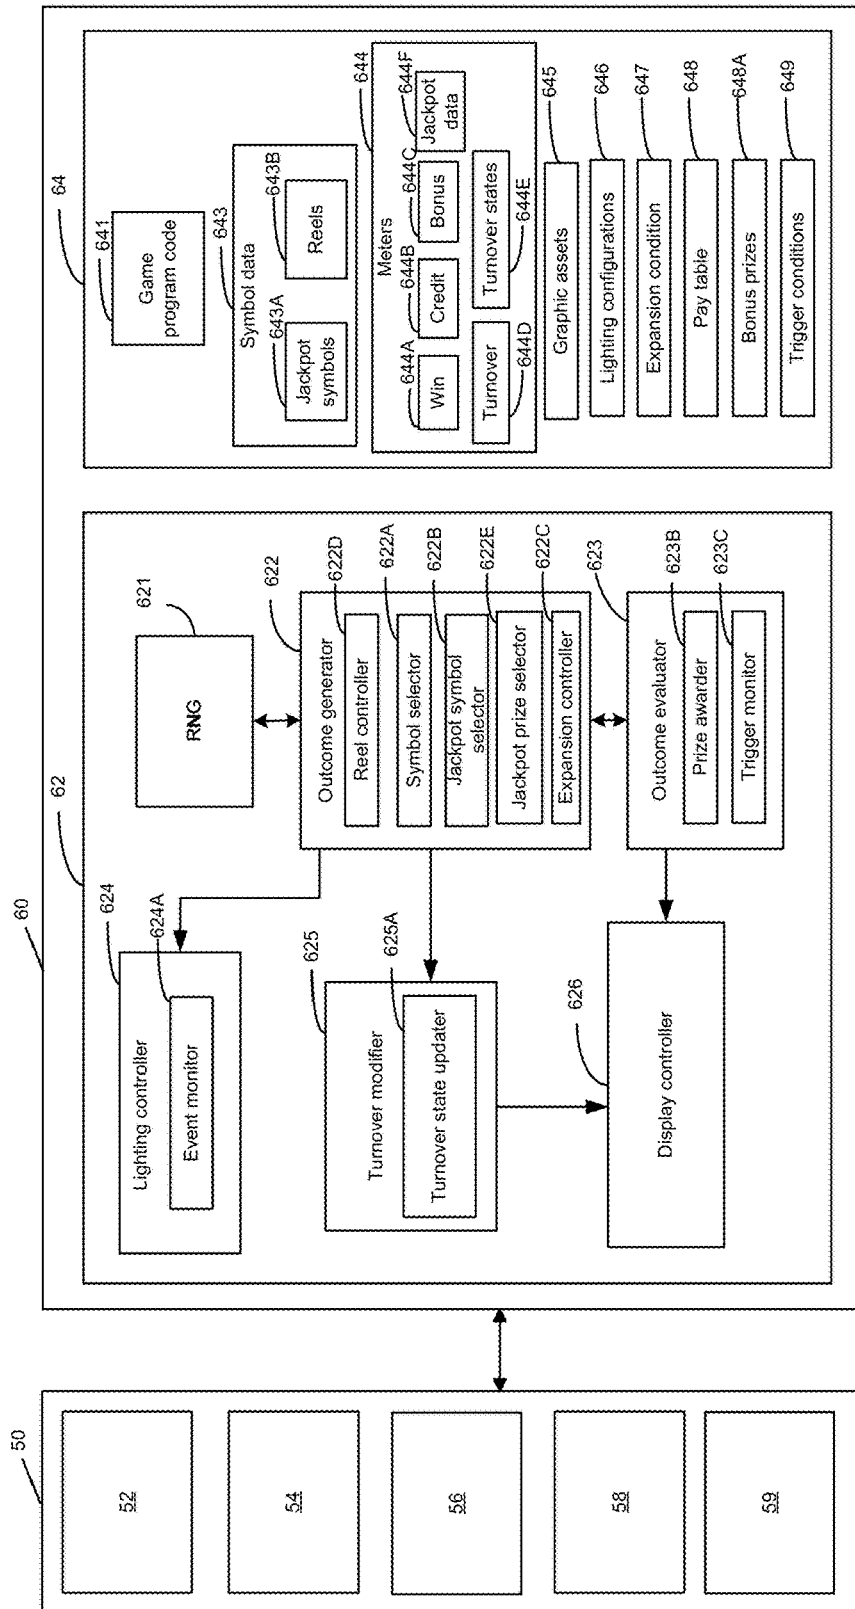 50
52
54
56
58
59
60
62
624
Lighting controller
624A
Event monitor
625
Turnover modifier
625A
Turnover state updater
626
Display controller
621
RNG
622
Outcome generator
622D
Reel controller
622A
Symbol selector
622B
Jackpot symbol
selector
622E
Jackpot prize selector
622C
Expansion controller
623
Outcome evaluator
623B
Prize awarder
623C
Trigger monitor
64
641
Game
program code
643
Symbol data
643A
Jackpot
symbols
643B
Reels
644
Meters
644A
Win
644B
Credit
644C
Bonus
644F
Jackpot
data
Turnover
644D
Turnover states
644E
645
Graphic assets
646
Lighting configurations
647
Expansion condition
648
Pay table
648A
Bonus prizes
649
Trigger conditions